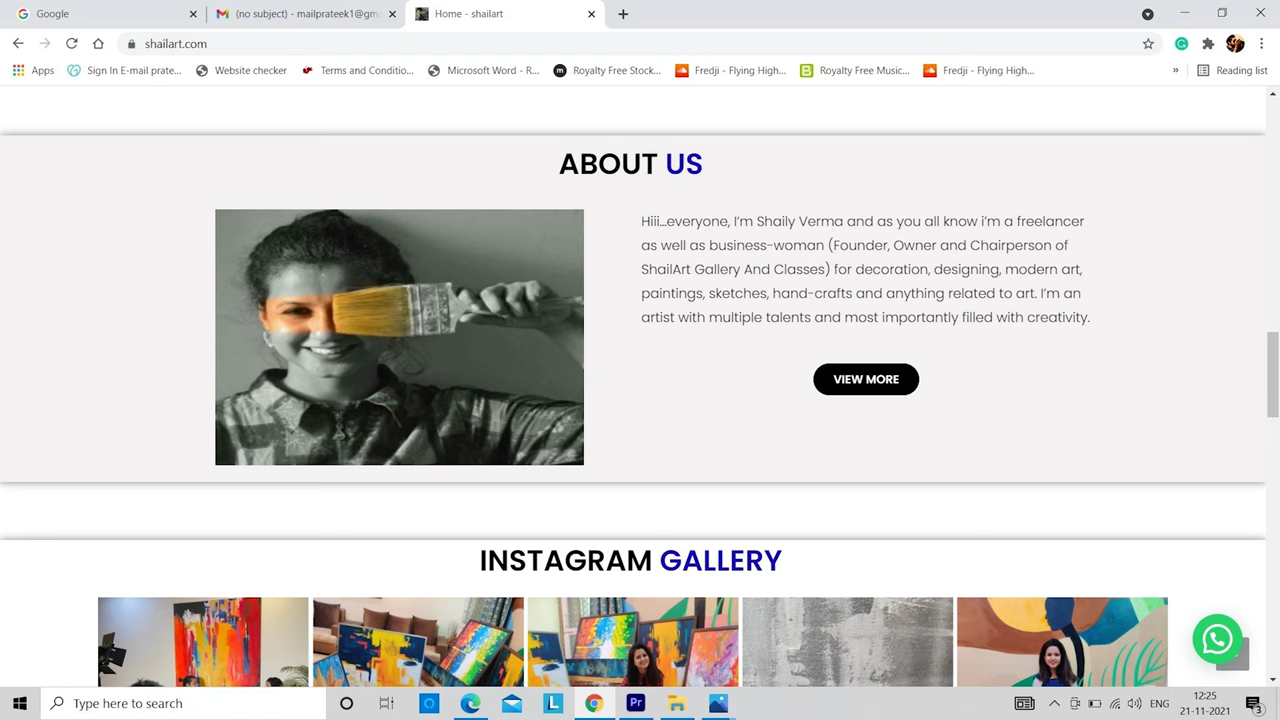 Google
(no subject) - mailprateek1@gma
Home - shailart
shailart.com
Apps
Sign In E-mail prate...
Website checker
Terms and Conditio...
Microsoft Word - R...
Royalty Free Stock...
Fredji - Flying High...
Royalty Free Music...
Fredji - Flying High...
»
Reading list
ABOUT US
Hiii...everyone, I'm Shaily Verma and as you all know i'm a freelancer
as well as business-woman (Founder, Owner and Chairperson of
ShailArt Gallery And Classes) for decoration, designing, modern art,
paintings, sketches, hand-crafts and anything related to art. I'm an
artist with multiple talents and most importantly filled with creativity.
VIEW MORE
INSTAGRAM GALLERY
Type here to search
L
Pr
ENG
12:25
21-11-2021
3